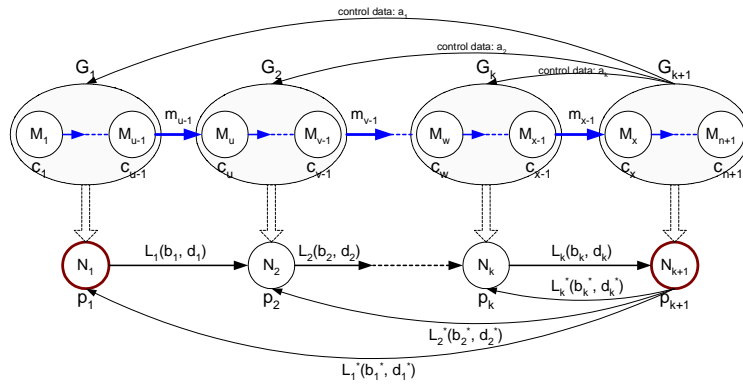 control data: a₁
control data: a₂
control data: aₖ
G₁ G₂ Gₖ Gₖ₊₁
mᵤ₋₁ mᵥ₋₁ mₓ₋₁
M₁ Mᵤ₋₁ Mᵤ Mᵥ₋₁ M_w Mₓ₋₁ Mₓ Mₙ₊₁
c₁ cᵤ₋₁ cᵤ cᵥ₋₁ c_w cₓ₋₁ cₓ cₙ₊₁
L₁(b₁, d₁) L₂(b₂, d₂) Lₖ(bₖ, dₖ)
N₁ N₂ Nₖ Nₖ₊₁
p₁ p₂ pₖ pₖ₊₁
Lₖ*(bₖ*, dₖ*)
L₂*(b₂*, d₂*)
L₁*(b₁*, d₁*)